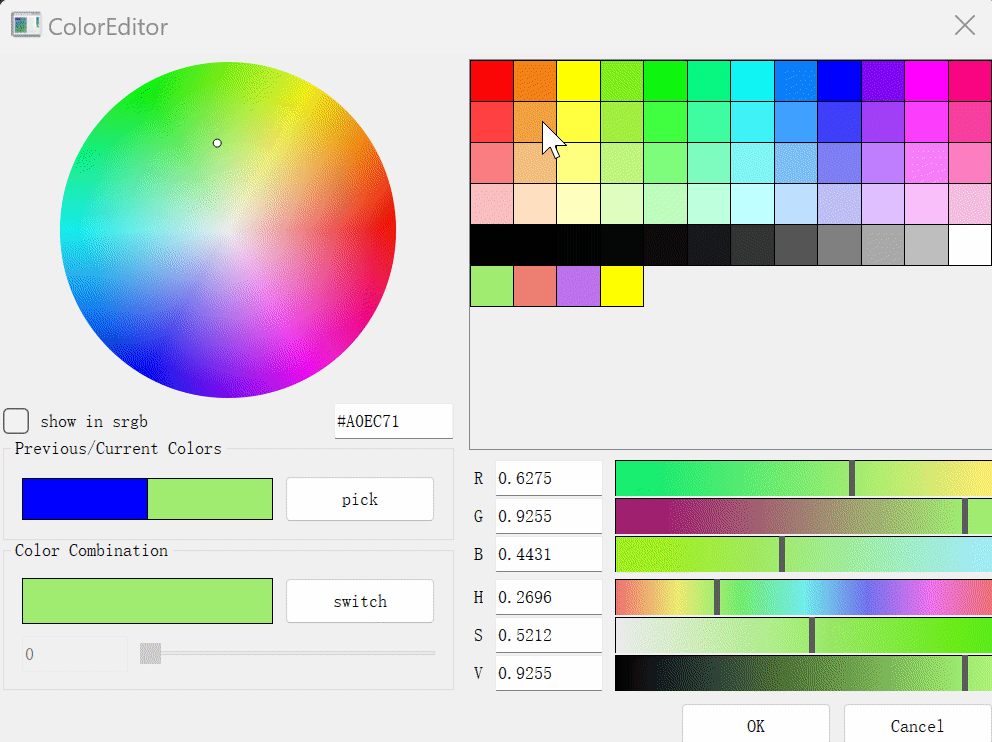 ColorEditor
show in srgb
#A0EC71
Previous/Current Colors
pick
Color Combination
switch
0
R 0.6275
G 0.9255
B 0.4431
H 0.2696
S 0.5212
V 0.9255
OK
Cancel